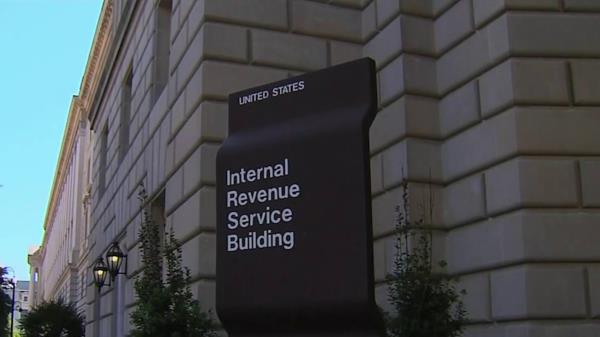 UNITED STATES
Internal
Revenue
Service
Building